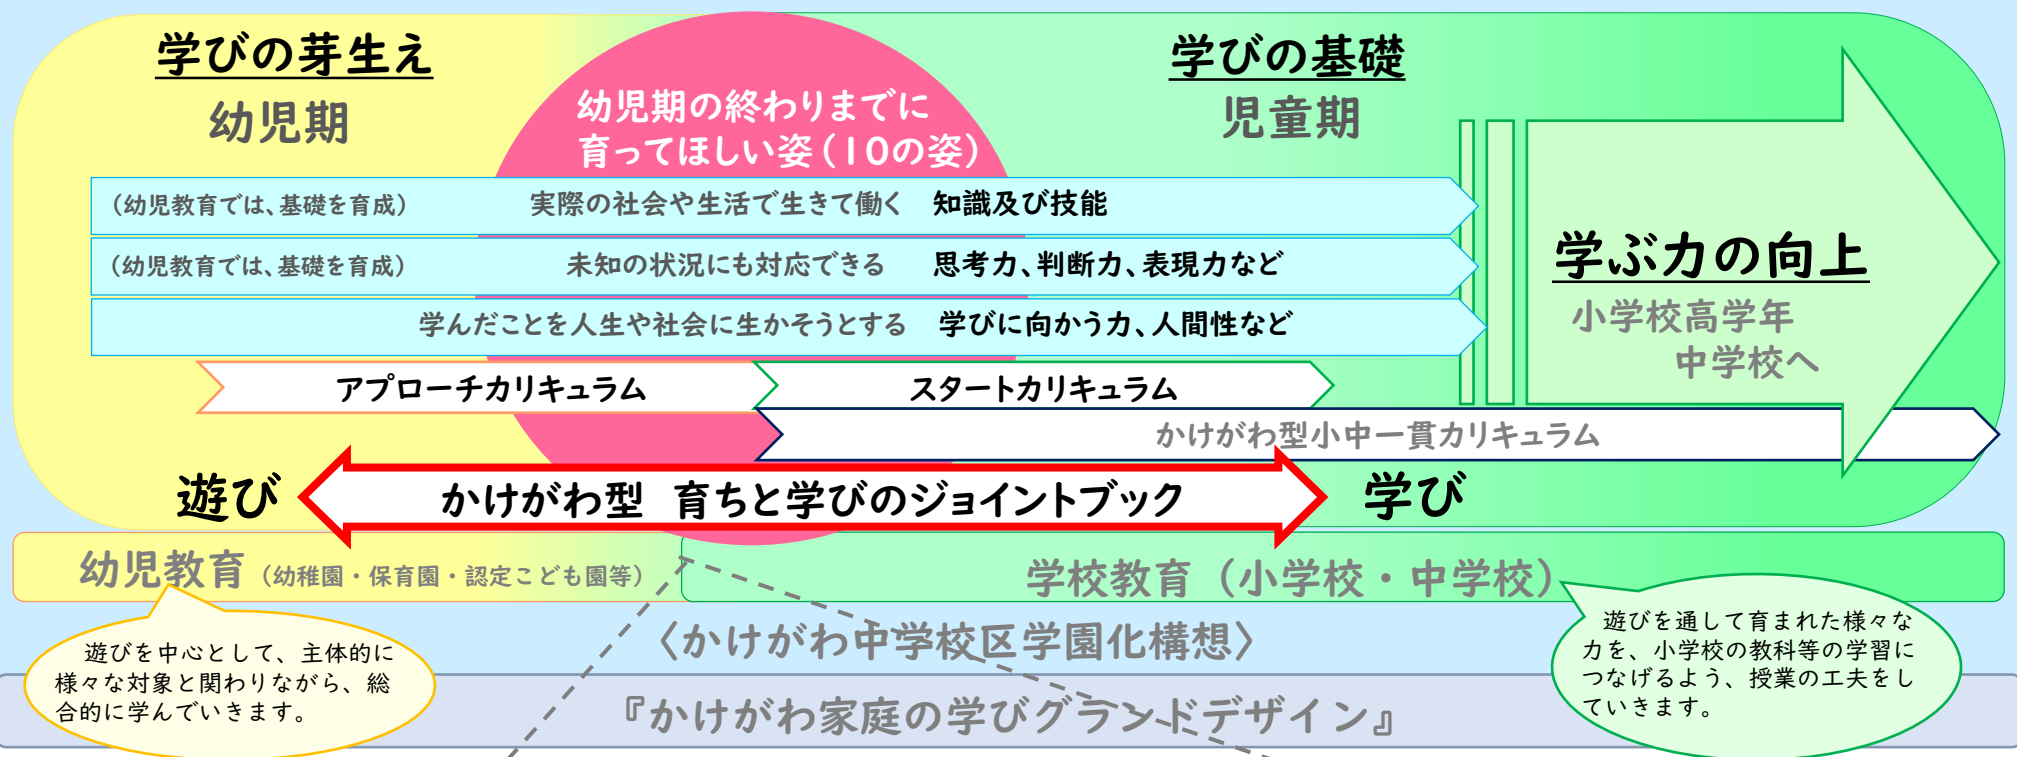 学びの芽生え
幼児期
幼児期の終わりまでに
育ってほしい姿(10の姿)
学びの基礎
児童期
(幼児教育では、基礎を育成) 実際の社会や生活で生きて働く 知識及び技能
(幼児教育では、基礎を育成) 未知の状況にも対応できる 思考力、判断力、表現力など
学んだことを人生や社会に生かそうとする 学びに向かう力、人間性など
学ぶ力の向上
小学校高学年
中学校へ
アプローチカリキュラム スタートカリキュラム
かけがわ型小中一貫カリキュラム
遊び かけがわ型 育ちと学びのジョイントブック 学び
幼児教育(幼稚園・保育園・認定こども園等) 学校教育(小学校・中学校)
遊びを中心として、主体的に
様々な対象と関わりながら、総
合的に学んでいきます。
〈かけがわ中学校区学園化構想〉
『かけがわ家庭の学びグランドデザイン』
遊びを通して育まれた様々な
力を、小学校の教科等の学習に
つなげるよう、授業の工夫をし
ていきます。